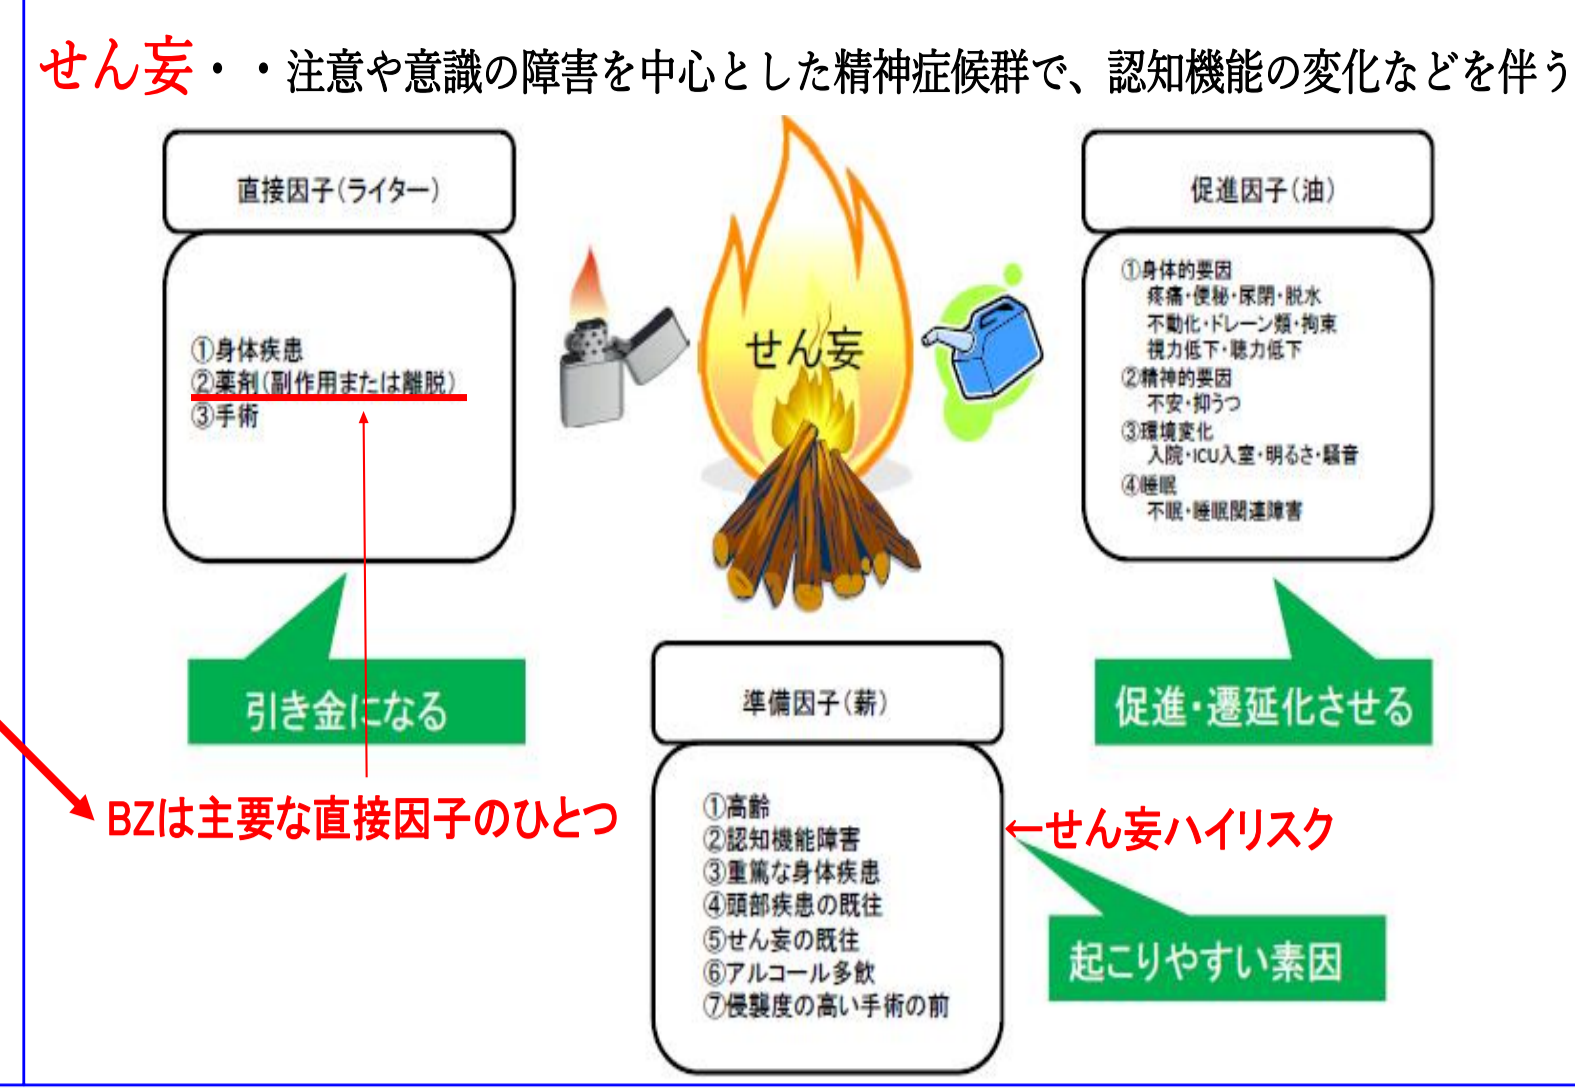 せん妄・・注意や意識の障害を中心とした精神症候群で、認知機能の変化などを伴う
直接因子(ライター)
①身体疾患
②薬剤(副作用または離脱)
③手術
引き金になる
BZは主要な直接因子のひとつ
せん妄
促進因子(油)
①身体的要因
疼痛・便秘・尿閉・脱水
不動化・ドレーン類・拘束
視力低下・聴力低下
②精神的要因
不安・抑うつ
③環境変化
入院・ICU入室・明るさ・騒音
④睡眠
不眠・睡眠関連障害
促進・遷延化させる
準備因子(薪)
①高齢
②認知機能障害
③重篤な身体疾患
④頭部疾患の既往
⑤せん妄の既往
⑥アルコール多飲
⑦侵襲度の高い手術の前
←せん妄ハイリスク
起こりやすい素因